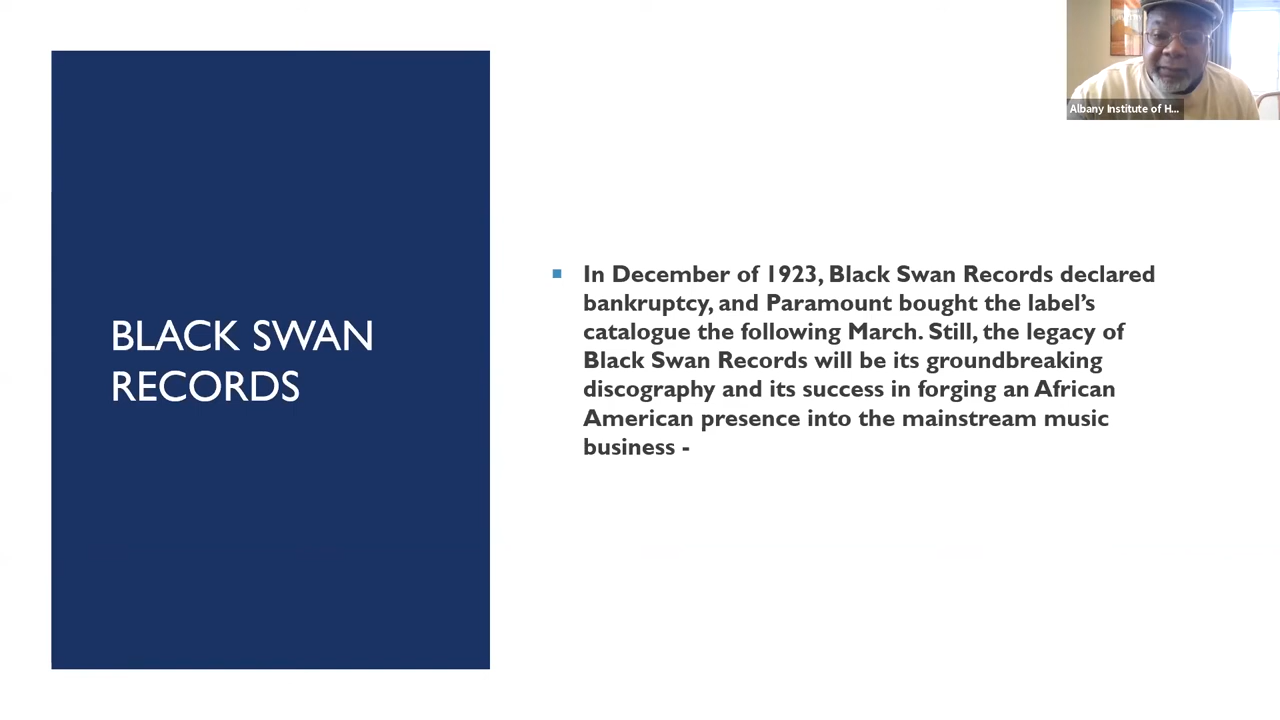 Albany Institute of H...
BLACK SWAN
RECORDS
In December of 1923, Black Swan Records declared
bankruptcy, and Paramount bought the label’s
catalogue the following March. Still, the legacy of
Black Swan Records will be its groundbreaking
discography and its success in forging an African
American presence into the mainstream music
business -